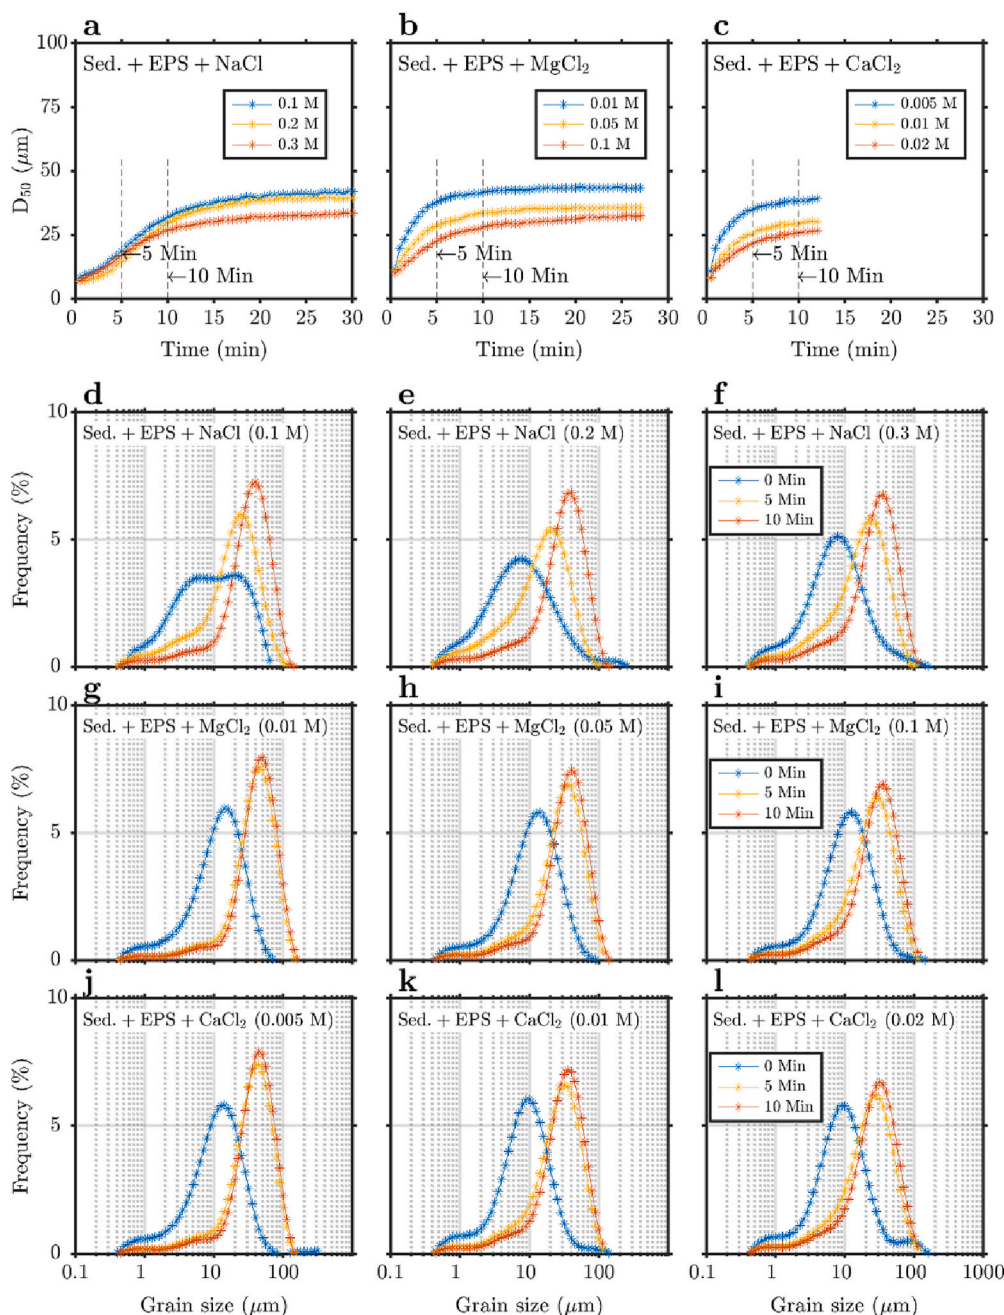 a
b
c
100
75
50
25
0
D50 (μm)
Sed. + EPS + NaCl
0.1 M
0.2 M
0.3 M
←5 Min
←10 Min
0 5 10 15 20 25 30
Time (min)
Sed. + EPS + MgCl2
0.01 M
0.05 M
0.1 M
←5 Min
←10 Min
0 5 10 15 20 25 30
Time (min)
Sed. + EPS + CaCl2
0.005 M
0.01 M
0.02 M
←5 Min
←10 Min
0 5 10 15 20 25 30
Time (min)
d
e
f
10
5
0
Frequency (%)
Sed. + EPS + NaCl (0.1 M)
Sed. + EPS + NaCl (0.2 M)
Sed. + EPS + NaCl (0.3 M)
0 Min
5 Min
10 Min
g
h
i
10
5
0
Frequency (%)
Sed. + EPS + MgCl2 (0.01 M)
Sed. + EPS + MgCl2 (0.05 M)
Sed. + EPS + MgCl2 (0.1 M)
0 Min
5 Min
10 Min
j
k
l
10
5
0
Frequency (%)
Sed. + EPS + CaCl2 (0.005 M)
Sed. + EPS + CaCl2 (0.01 M)
Sed. + EPS + CaCl2 (0.02 M)
0 Min
5 Min
10 Min
0.1 1 10 100
0.1 1 10 100
0.1 1 10 100 1000
Grain size (μm)
Grain size (μm)
Grain size (μm)